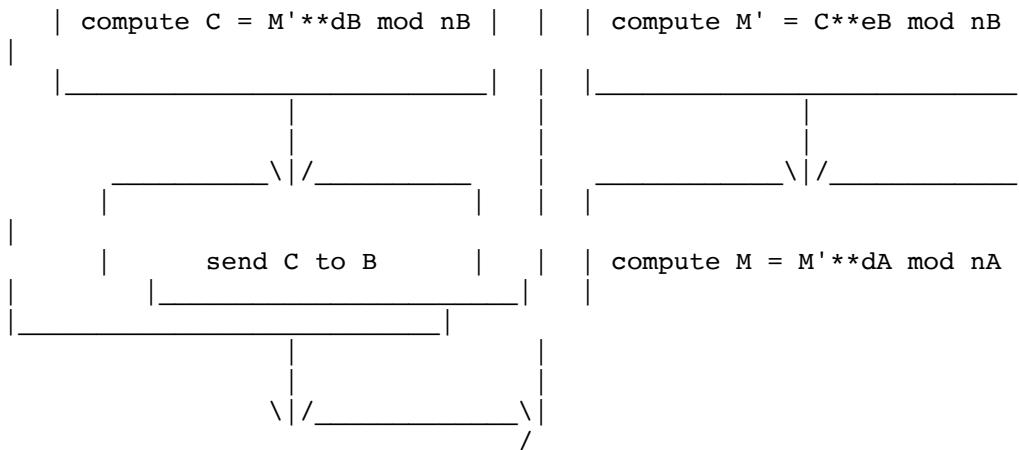 compute C = M'**dB mod nB | compute M' = C**eB mod nB
send C to B | compute M = M'**dA mod nA